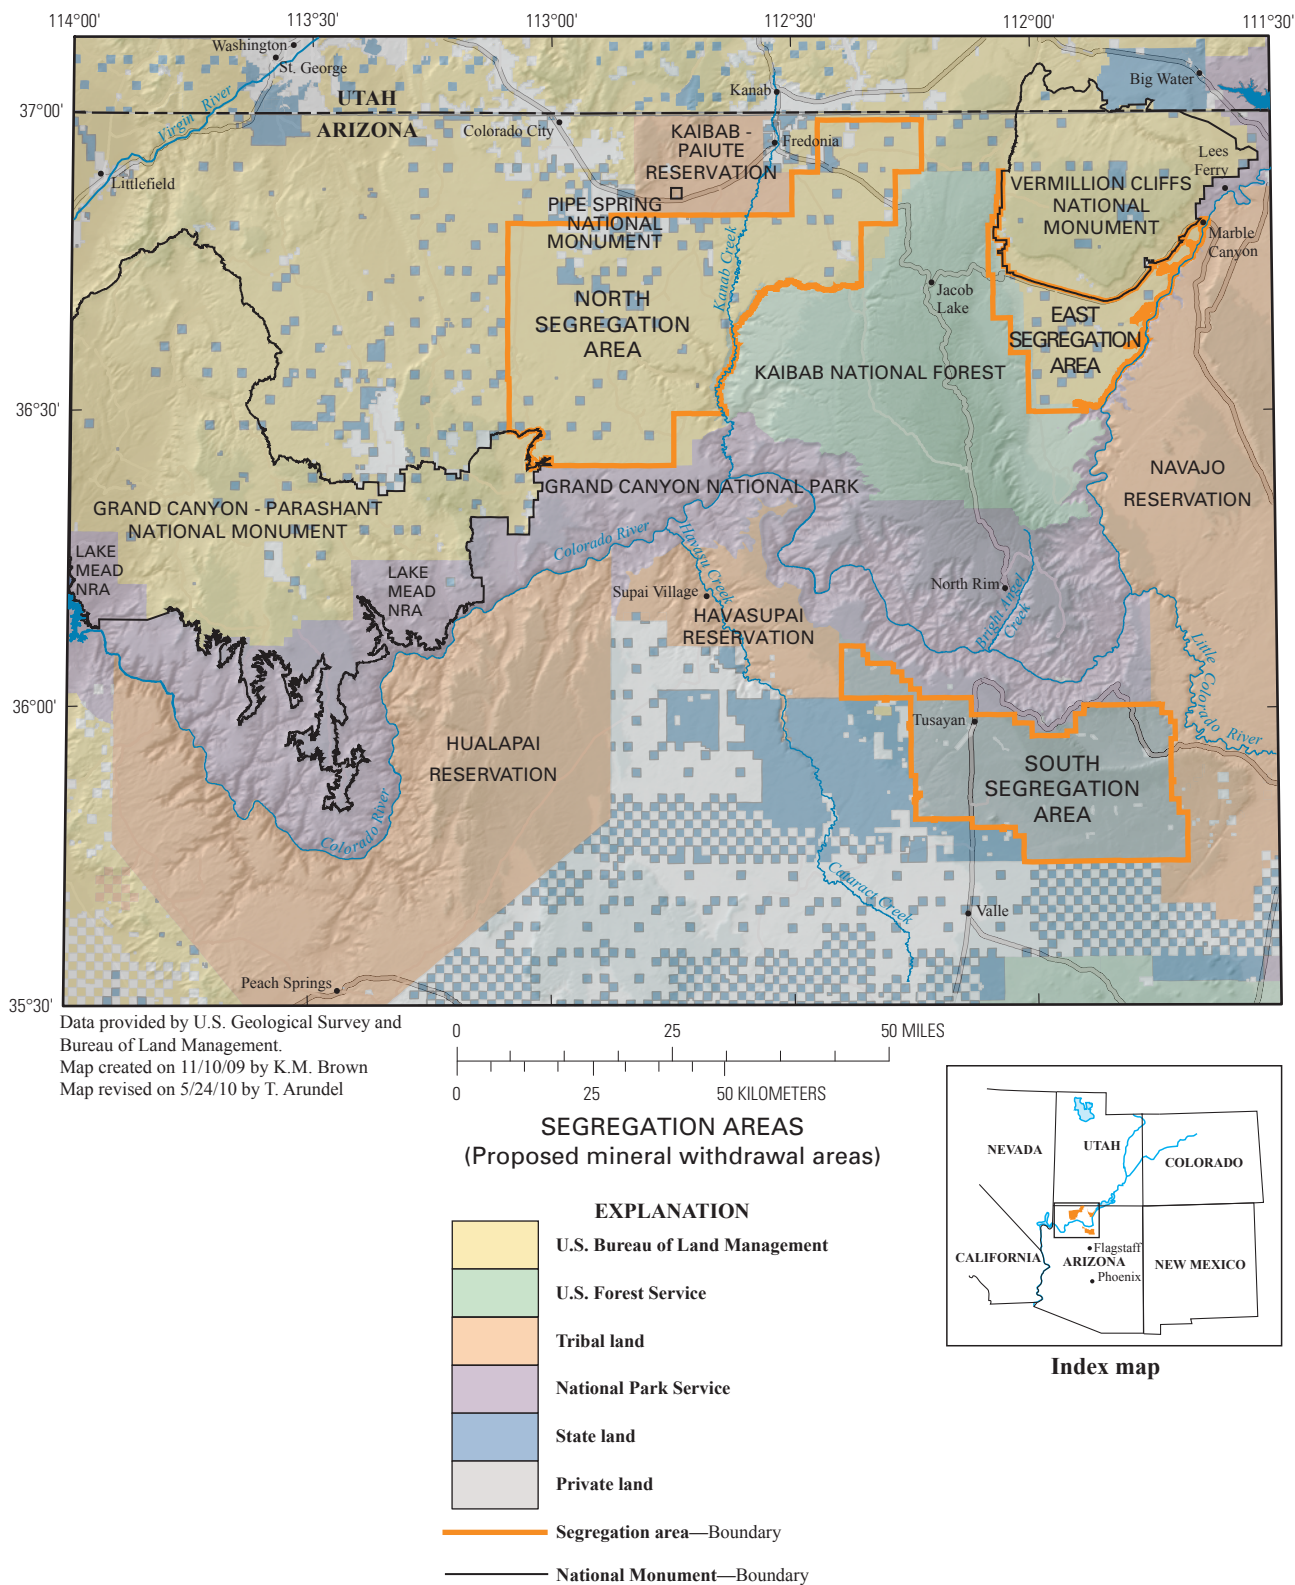 114°00'
113°30'
113°00'
112°30'
112°00'
111°30'
Washington
St. George
Big Water
Kanab
UTAH
37°00'
ARIZONA
Virgin River
Colorado City
KAIBAB -
PAIUTE
RESERVATION
Fredonia
Lees
Ferry
Littlefield
VERMILLION CLIFFS
NATIONAL
MONUMENT
PIPE SPRING
NATIONAL
MONUMENT
Marble
Canyon
Kanab Creek
NORTH
SEGREGATION
AREA
Jacob
Lake
EAST
SEGREGATION
AREA
KAIBAB NATIONAL FOREST
36°30'
NAVAJO
RESERVATION
GRAND CANYON NATIONAL PARK
GRAND CANYON - PARASHANT
NATIONAL MONUMENT
Colorado River
Havasu Creek
LAKE
MEAD
NRA
LAKE
MEAD
NRA
North Rim
Bright Angel
Creek
Supai Village
HAVASUPAI
RESERVATION
Little
Colorado
River
36°00'
Tusayan
HUALAPAI
RESERVATION
SOUTH
SEGREGATION
AREA
Colorado River
Cataract Creek
Valle
Peach Springs
35°30'
Data provided by U.S. Geological Survey and
Bureau of Land Management.
Map created on 11/10/09 by K.M. Brown
Map revised on 5/24/10 by T. Arundel
0 25 50 MILES
0 25 50 KILOMETERS
SEGREGATION AREAS
(Proposed mineral withdrawal areas)
EXPLANATION
U.S. Bureau of Land Management
U.S. Forest Service
Tribal land
National Park Service
State land
Private land
Segregation area—Boundary
National Monument—Boundary
NEVADA
UTAH
COLORADO
CALIFORNIA
ARIZONA
Flagstaff
Phoenix
NEW MEXICO
Index map